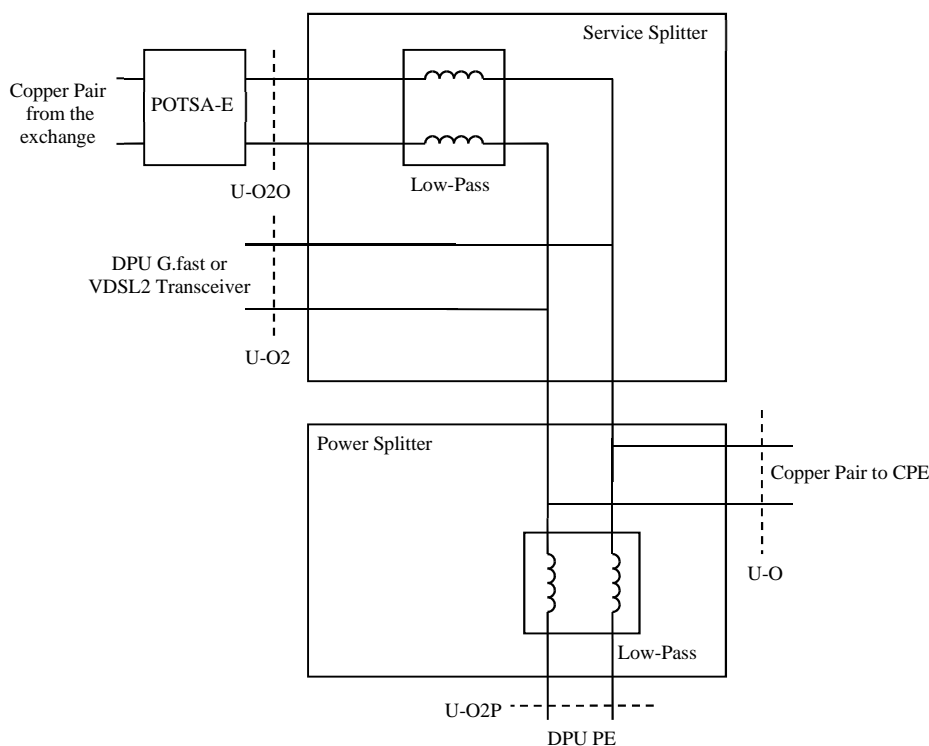 Service Splitter
Copper Pair
from the
exchange
POTSA-E
Low-Pass
U-O2O
DPU G.fast or
VDSL2 Transceiver
U-O2
Power Splitter
Copper Pair to CPE
U-O
Low-Pass
U-O2P
DPU PE